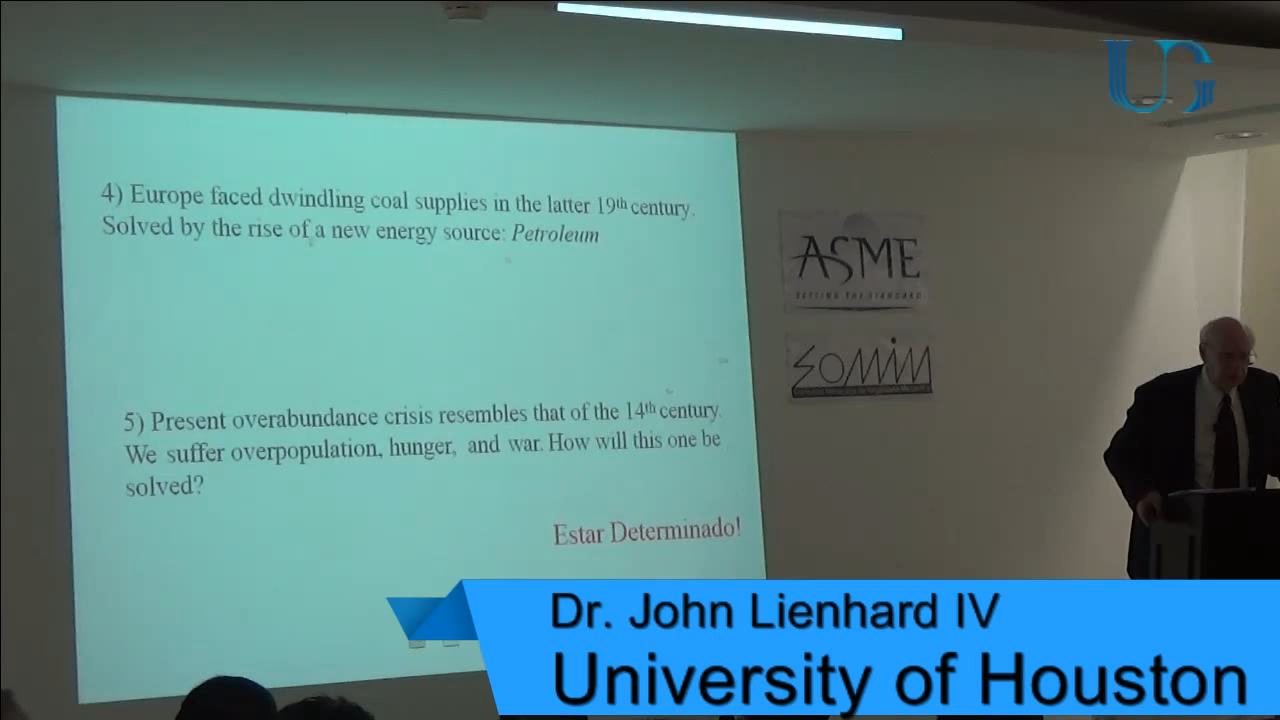 4) Europe faced dwindling coal supplies in the latter 19th century.
Solved by the rise of a new energy source: Petroleum
5) Present overabundance crisis resembles that of the 14th century.
We suffer overpopulation, hunger, and war. How will this one be
solved?
Estar Determinado!
ASME
SETTING THE STANDARD
SOMIM
Dr. John Lienhard IV
University of Houston